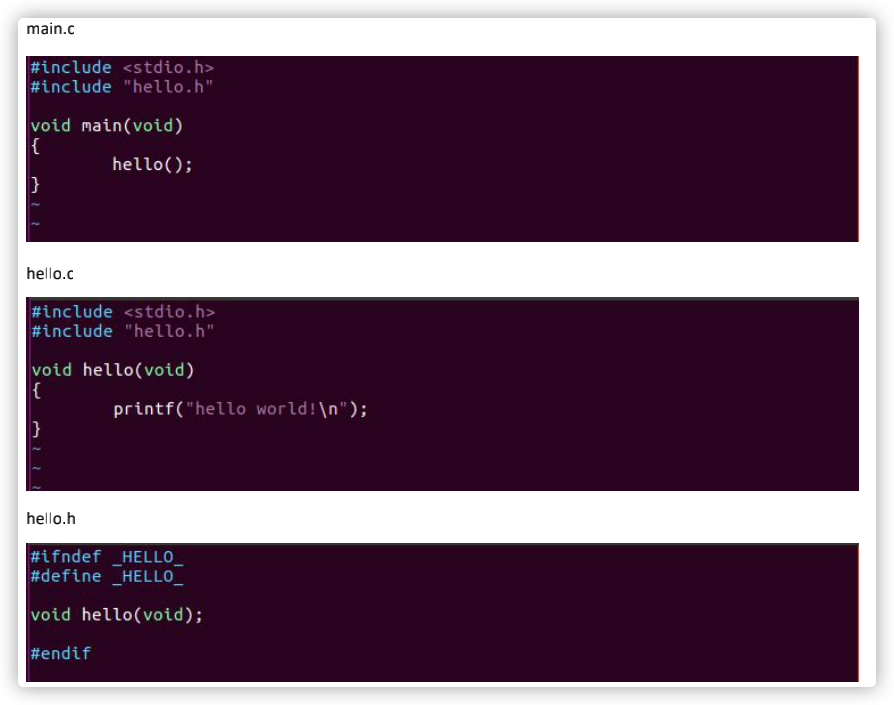 main.c
#include <stdio.h>
#include "hello.h"
void main(void)
{
hello();
}
~
~
hello.c
#include <stdio.h>
#include "hello.h"
void hello(void)
{
printf("hello world!\n");
}
~
~
~
hello.h
#ifndef _HELLO_
#define _HELLO_
void hello(void);
#endif